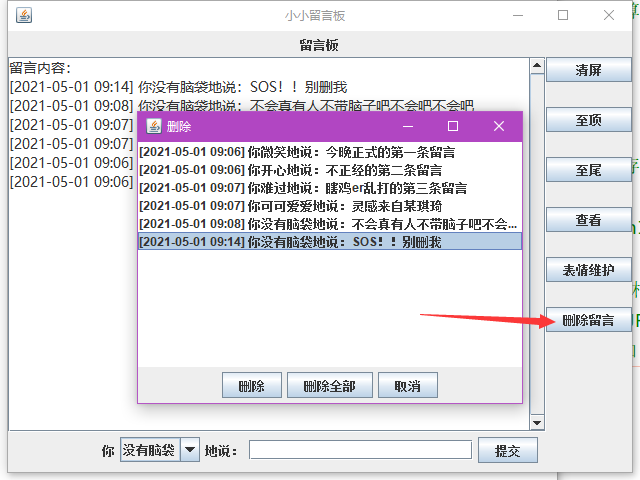 小小留言板
留言板
留言内容：
[2021-05-01 09:14] 你没有脑袋地说：SOS！！别删我
[2021-05-01 09:08] 你没有脑袋地说：不会真有人不带脑子吧不会吧不会吧
[2021-05-01 09:07]
[2021-05-01 09:07]
[2021-05-01 09:06]
[2021-05-01 09:06]
清屏
至顶
至尾
查看
表情维护
删除留言
删除
[2021-05-01 09:06] 你微笑地说：今晚正式的第一条留言
[2021-05-01 09:06] 你开心地说：不正经的第二条留言
[2021-05-01 09:07] 你难过地说：瞎鸡er乱打的第三条留言
[2021-05-01 09:07] 你可可爱爱地说：灵感来自某琪琦
[2021-05-01 09:08] 你没有脑袋地说：不会真有人不带脑子吧不会...
[2021-05-01 09:14] 你没有脑袋地说：SOS！！别删我
删除 删除全部 取消
你 没有脑袋 地说： 提交